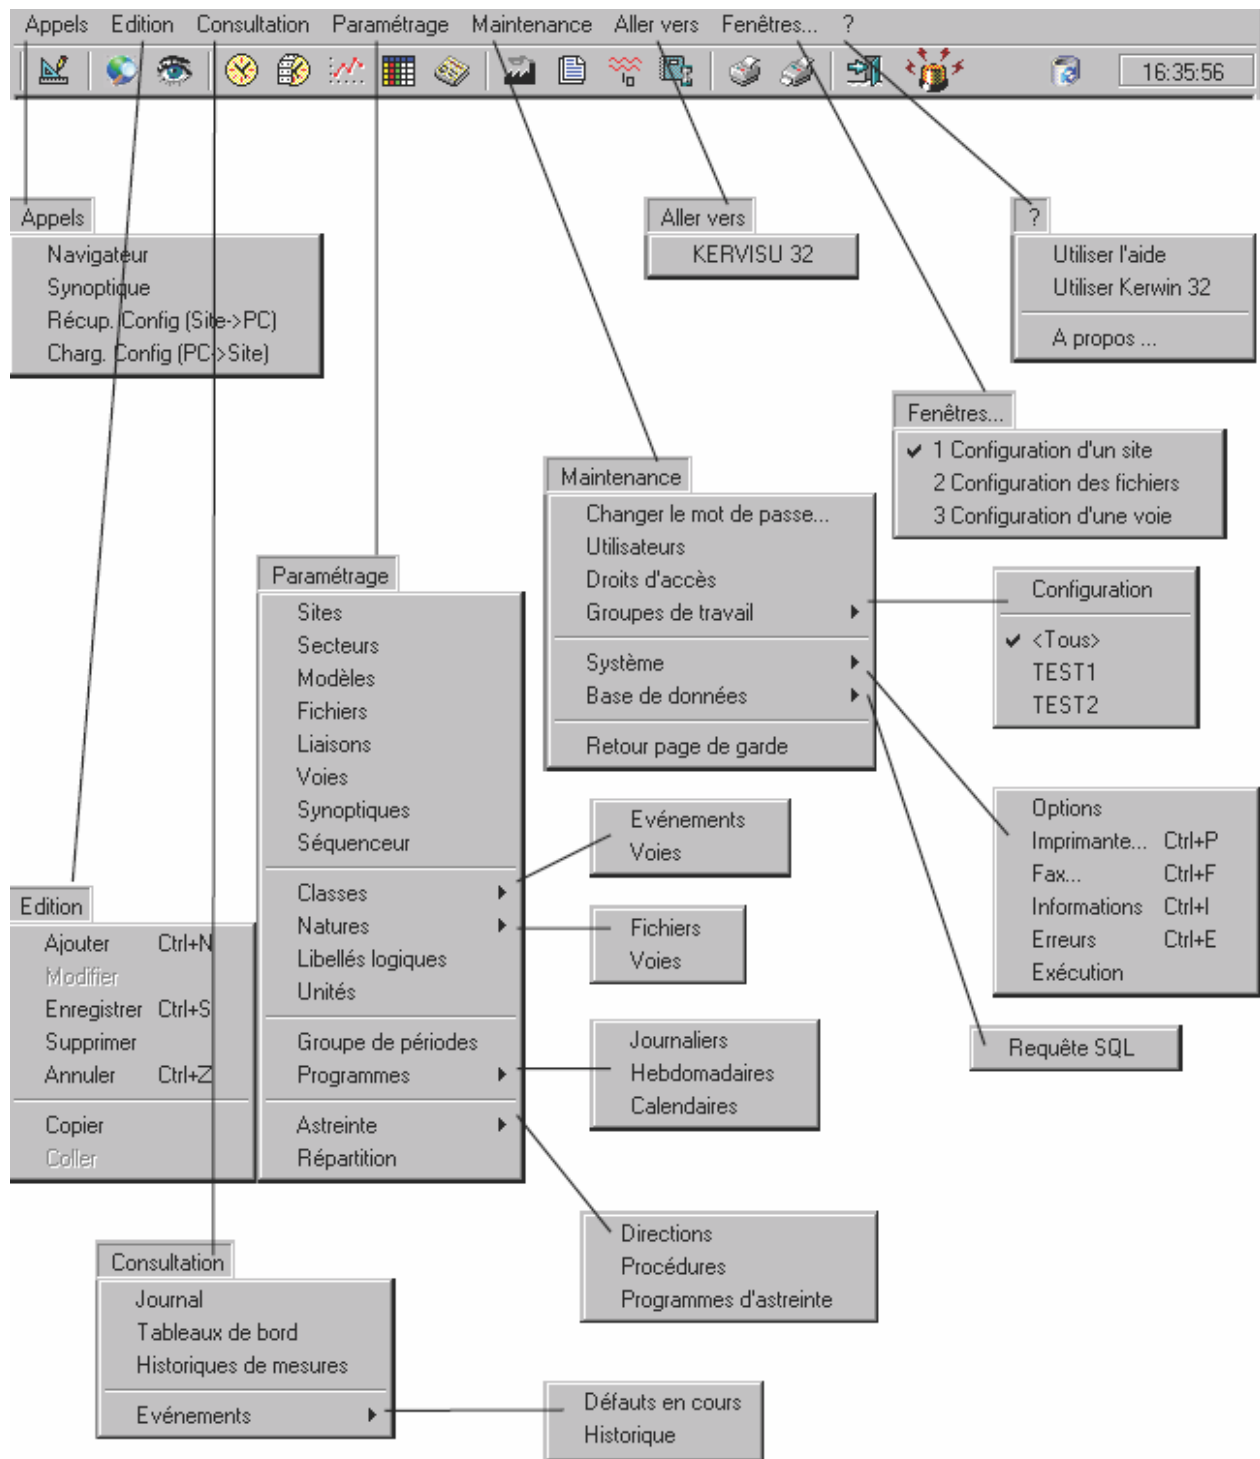 Appels Edition Consultation Paramétrage Maintenance Aller vers Fenêtres... ?
16:35:56
Appels
Navigateur
Synoptique
Récup. Config (Site->PC)
Charg. Config (PC->Site)
Aller vers
KERVISU 32
?
Utiliser l'aide
Utiliser Kerwin 32
A propos ...
Fenêtres...
1 Configuration d'un site
2 Configuration des fichiers
3 Configuration d'une voie
Maintenance
Changer le mot de passe...
Utilisateurs
Droits d'accès
Groupes de travail
Système
Base de données
Retour page de garde
Configuration
<Tous>
TEST1
TEST2
Options
Imprimante... Ctrl+P
Fax... Ctrl+F
Informations Ctrl+I
Erreurs Ctrl+E
Exécution
Requête SQL
Paramétrage
Sites
Secteurs
Modèles
Fichiers
Liaisons
Voies
Synoptiques
Séquenceur
Classes
Natures
Libellés logiques
Unités
Groupe de périodes
Programmes
Astreinte
Répartition
Evénements
Voies
Fichiers
Voies
Journaliers
Hebdomadaires
Calendaires
Directions
Procédures
Programmes d'astreinte
Edition
Ajouter Ctrl+N
Modifier
Enregistrer Ctrl+S
Supprimer
Annuler Ctrl+Z
Copier
Coller
Consultation
Journal
Tableaux de bord
Historiques de mesures
Evénements
Défauts en cours
Historique